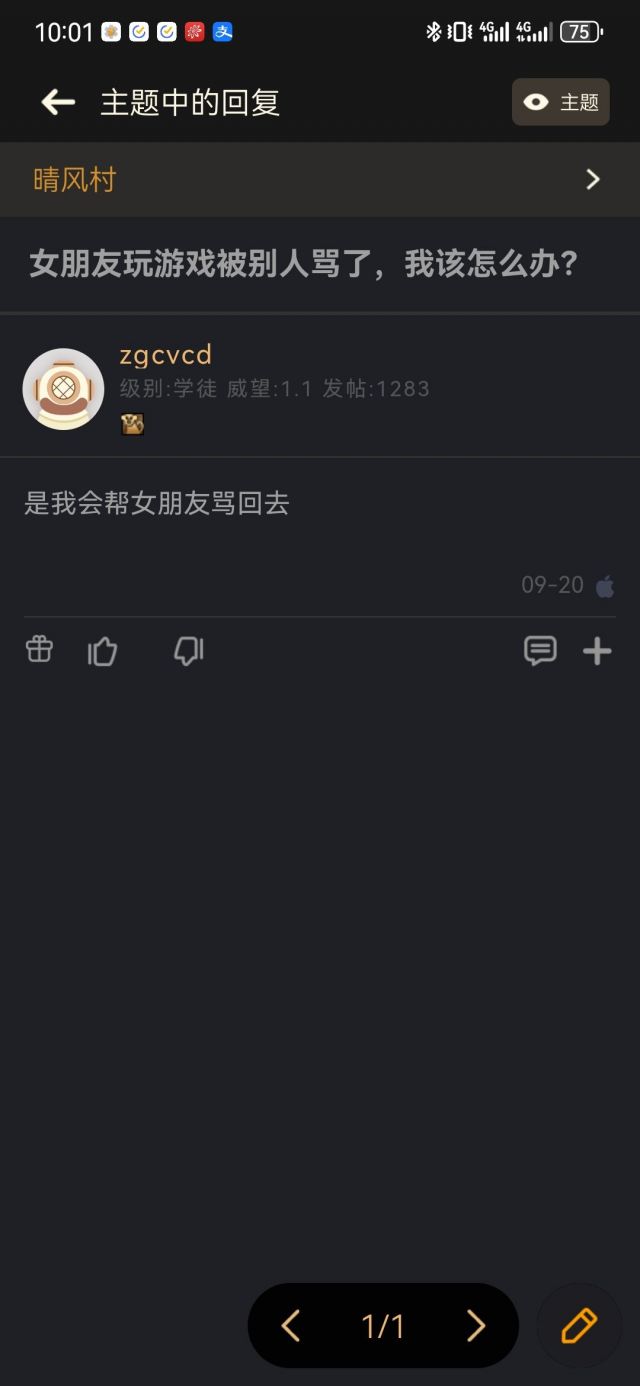 10:01
支
4G
4G
75
主题中的回复
主题
晴风村
女朋友玩游戏被别人骂了，我该怎么办？
zgcvcd
级别:学徒 威望:1.1 发帖:1283
是我会帮女朋友骂回去
09-20
1/1